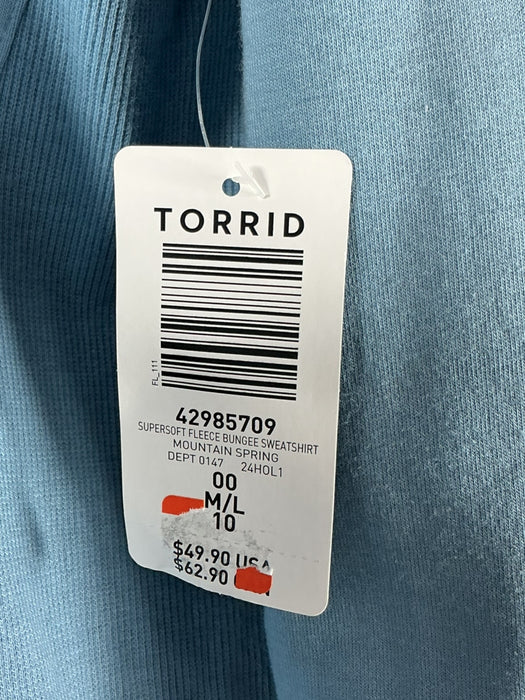 TORRID
FL_111
42985709
SUPERSOFT FLEECE BUNGEE SWEATSHIRT
MOUNTAIN SPRING
DEPT 0147 24HOL1
00
M/L
10
$49.90 USA
$62.90